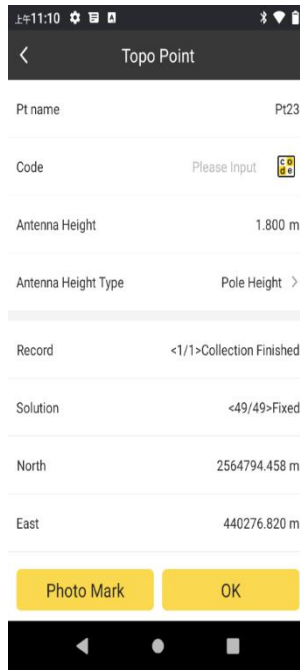 上午11:10
Topo Point
Pt name Pt23
Code Please Input code
Antenna Height 1.800 m
Antenna Height Type Pole Height >
Record <1/1>Collection Finished
Solution <49/49>Fixed
North 2564794.458 m
East 440276.820 m
Photo Mark OK